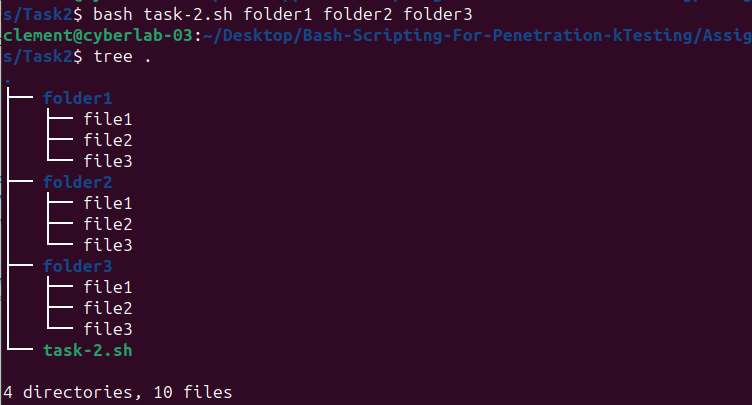 s/Task2$ bash task-2.sh folder1 folder2 folder3
clement@cyberlab-03:~/Desktop/Bash-Scripting-For-Penetration-kTesting/Assig
s/Task2$ tree .
.
├── folder1
│   ├── file1
│   ├── file2
│   └── file3
├── folder2
│   ├── file1
│   ├── file2
│   └── file3
├── folder3
│   ├── file1
│   ├── file2
│   └── file3
└── task-2.sh
4 directories, 10 files